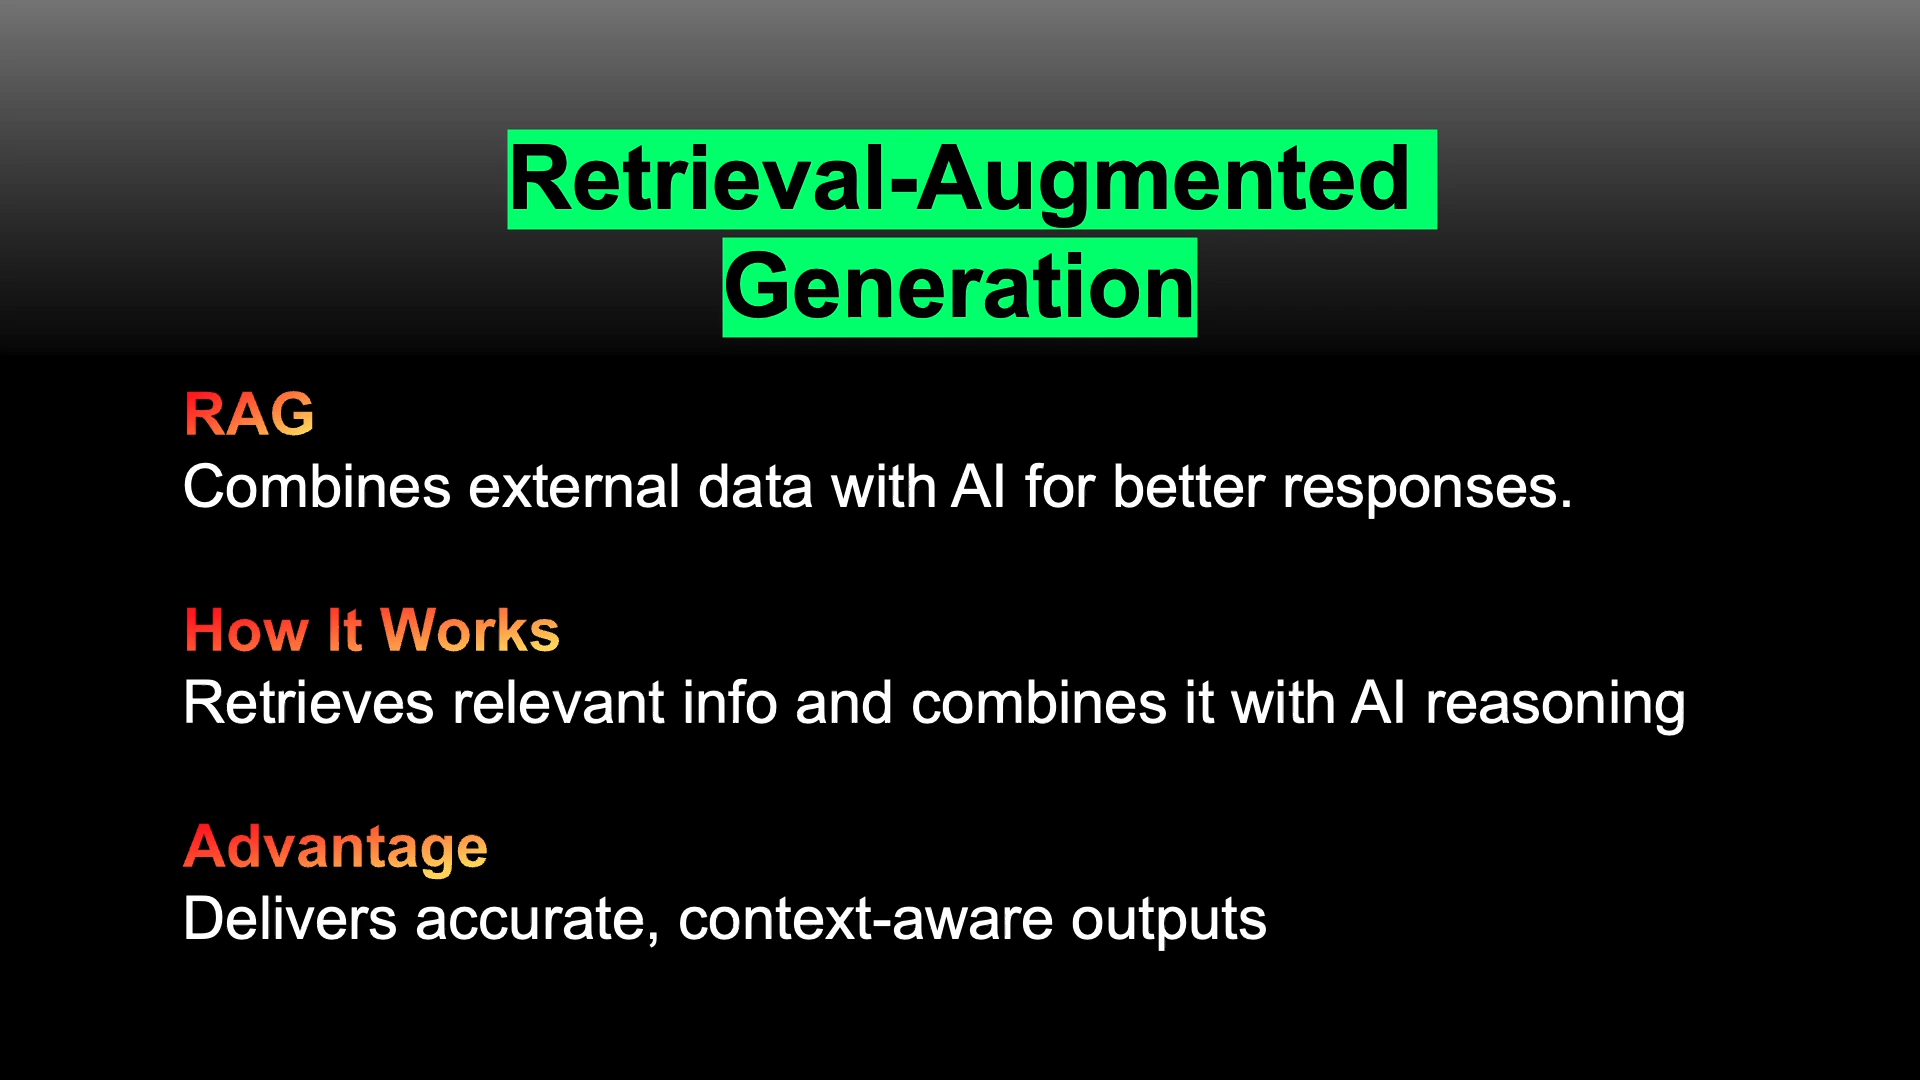 Retrieval-Augmented
Generation
RAG
Combines external data with AI for better responses.
How It Works
Retrieves relevant info and combines it with AI reasoning
Advantage
Delivers accurate, context-aware outputs